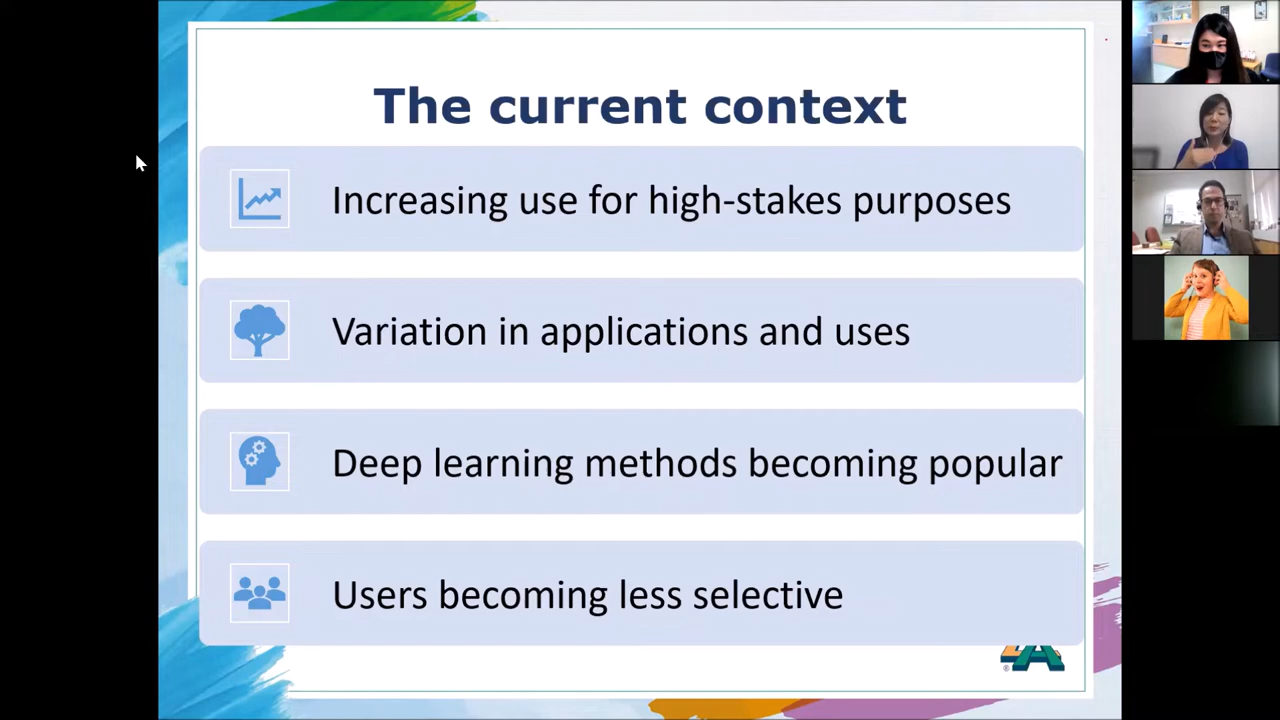 The current context
Increasing use for high-stakes purposes
Variation in applications and uses
Deep learning methods becoming popular
Users becoming less selective